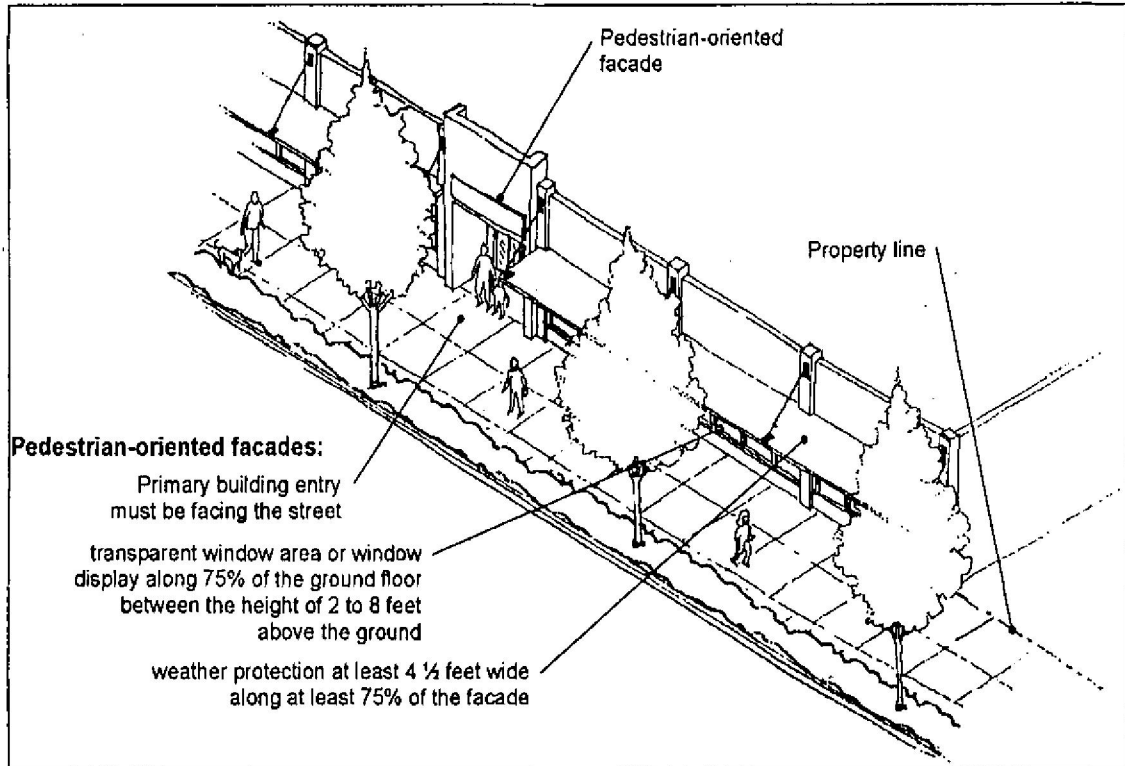 Pedestrian-oriented
facade
Property line
Pedestrian-oriented facades:
Primary building entry
must be facing the street
transparent window area or window
display along 75% of the ground floor
between the height of 2 to 8 feet
above the ground
weather protection at least 4 ½ feet wide
along at least 75% of the facade